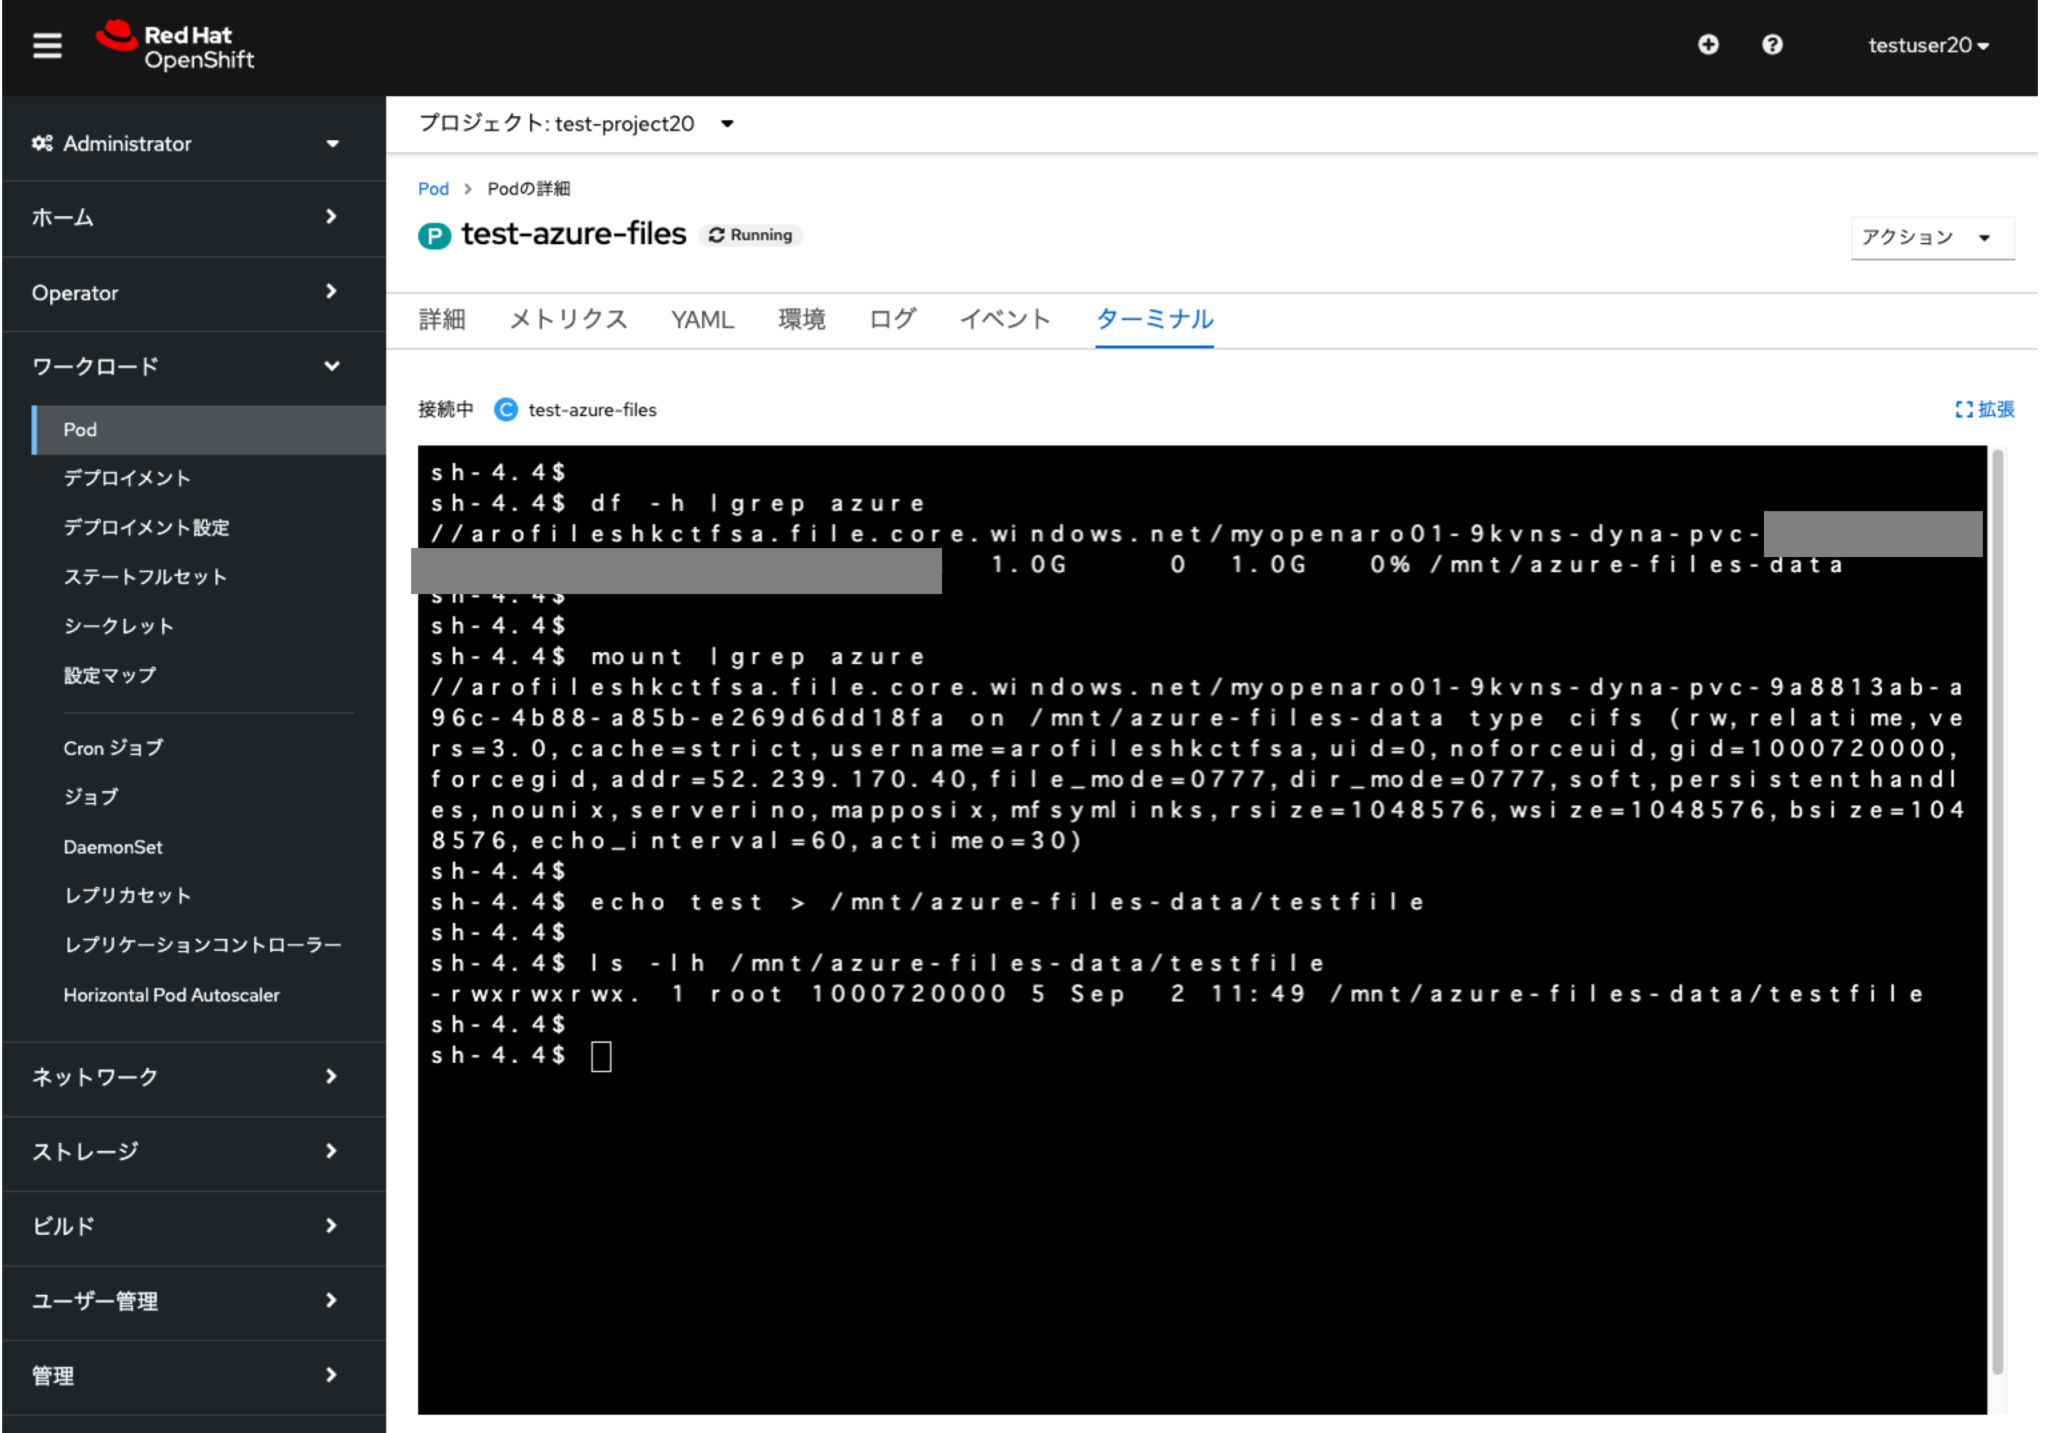 Red Hat
OpenShift
testuser20
Administrator
ホーム
Operator
ワークロード
Pod
デプロイメント
デプロイメント設定
ステートフルセット
シークレット
設定マップ
Cron ジョブ
ジョブ
DaemonSet
レプリカセット
レプリケーションコントローラー
Horizontal Pod Autoscaler
ネットワーク
ストレージ
ビルド
ユーザー管理
管理
プロジェクト: test-project20
Pod > Podの詳細
P test-azure-files Running
アクション
詳細 メトリクス YAML 環境 ログ イベント ターミナル
接続中 C test-azure-files
拡張
sh-4.4$
sh-4.4$ df -h |grep azure
//arofileshkctfsa.file.core.windows.net/myopenaro01-9kvns-dyna-pvc-
1.0G 0 1.0G 0% /mnt/azure-files-data
sh-4.4$
sh-4.4$
sh-4.4$ mount |grep azure
//arofileshkctfsa.file.core.windows.net/myopenaro01-9kvns-dyna-pvc-9a8813ab-a
96c-4b88-a85b-e269d6dd18fa on /mnt/azure-files-data type cifs (rw,relatime,ve
rs=3.0,cache=strict,username=arofileshkctfsa,uid=0,noforceuid,gid=1000720000,
forcegid,addr=52.239.170.40,file_mode=0777,dir_mode=0777,soft,persistenthandl
es,nounix,serverino,mapposix,mfsymlinks,rsize=1048576,wsize=1048576,bsize=104
8576,echo_interval=60,actimeo=30)
sh-4.4$
sh-4.4$ echo test > /mnt/azure-files-data/testfile
sh-4.4$
sh-4.4$ ls -lh /mnt/azure-files-data/testfile
-rwxrwxrwx. 1 root 1000720000 5 Sep 2 11:49 /mnt/azure-files-data/testfile
sh-4.4$
sh-4.4$